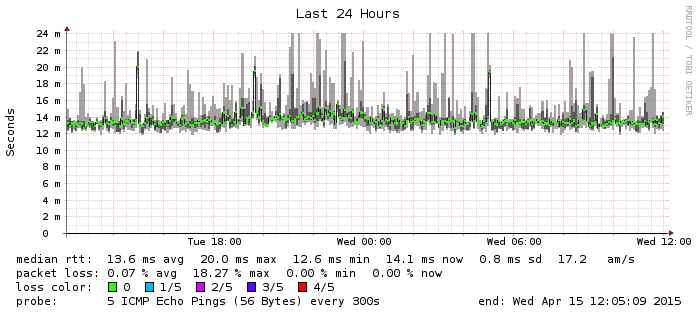 Last 24 Hours
RRDTOOL / TOBI OETIKER
Seconds
24 m
22 m
20 m
18 m
16 m
14 m
12 m
10 m
8 m
6 m
4 m
2 m
0
Tue 18:00 Wed 00:00 Wed 06:00 Wed 12:00
median rtt: 13.6 ms avg 20.0 ms max 12.6 ms min 14.1 ms now 0.8 ms sd 17.2 am/s
packet loss: 0.07 % avg 18.27 % max 0.00 % min 0.00 % now
loss color: 0 1/5 2/5 3/5 4/5
probe: 5 ICMP Echo Pings (56 Bytes) every 300s end: Wed Apr 15 12:05:09 2015